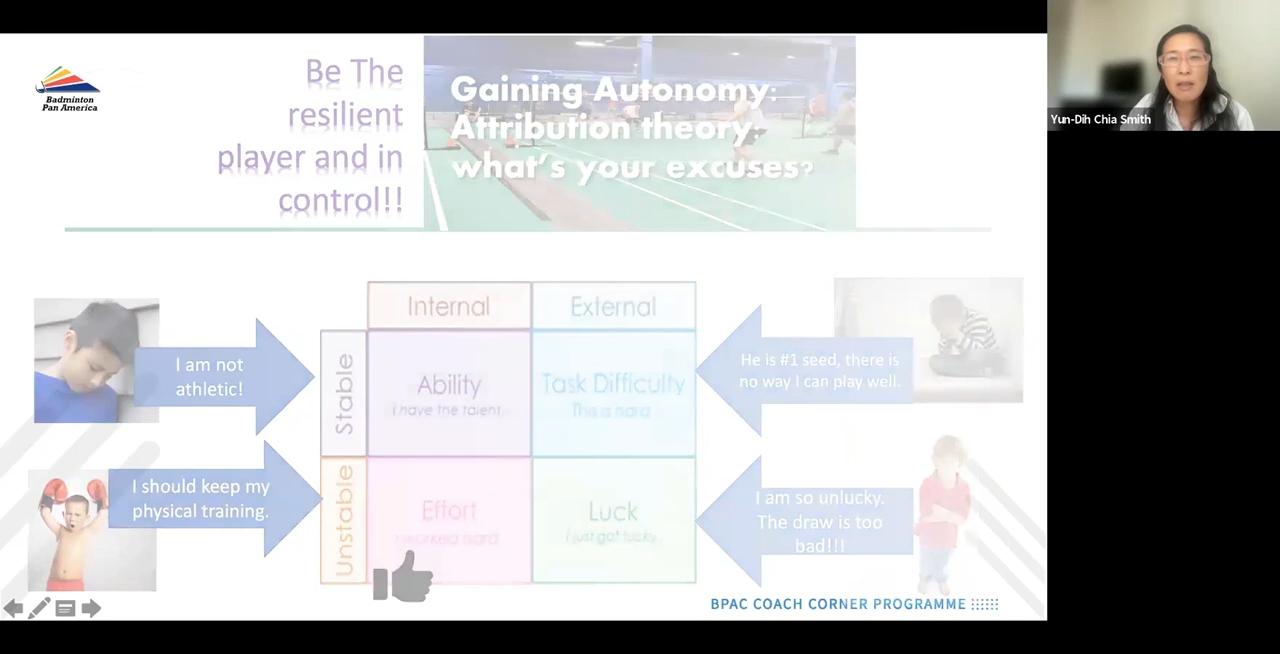 Badminton
Pan America
Be The
resilient
player and in
control!!
Gaining Autonomy:
Attribution theory:
what's your excuses?
Yun-Dih Chia Smith
Internal
External
I am not
athletic!
Stable
Ability
I have the talent
Task Difficulty
This is hard
He is #1 seed, there is
no way I can play well.
I should keep my
physical training.
Unstable
Effort
I worked hard
Luck
I just got lucky
I am so unlucky.
The draw is too
bad!!!
BPAC COACH CORNER PROGRAMME